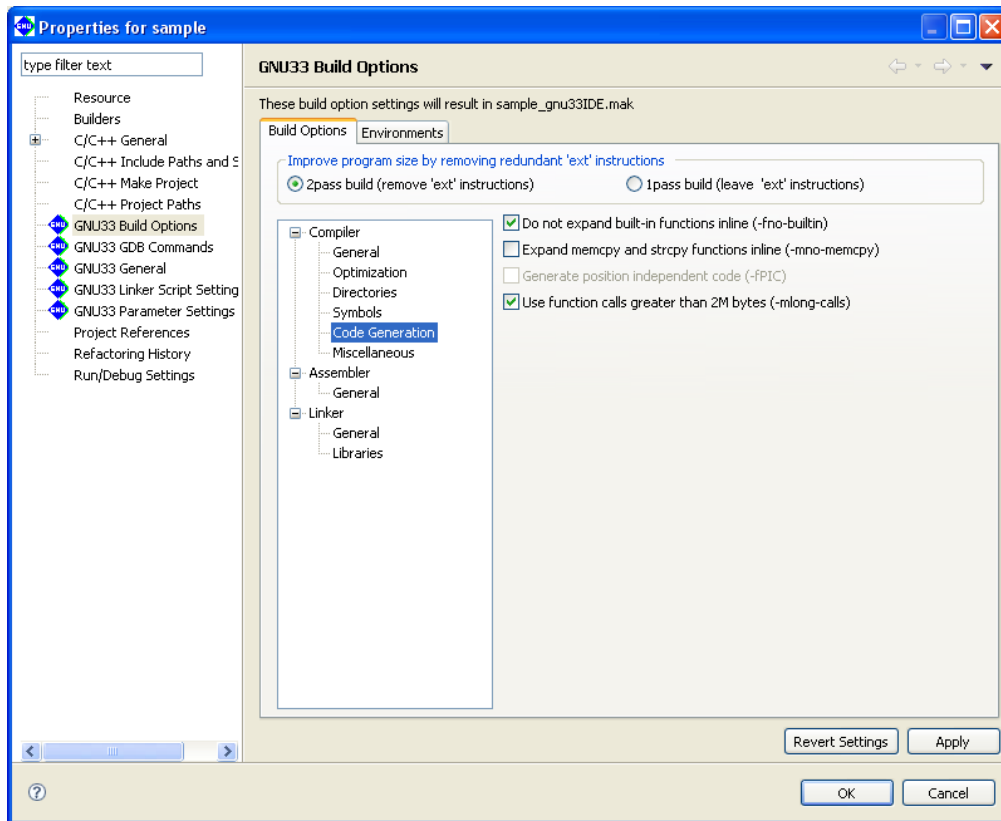 Properties for sample
type filter text
Resource
Builders
C/C++ General
C/C++ Include Paths and S
C/C++ Make Project
C/C++ Project Paths
GNU33 Build Options
GNU33 GDB Commands
GNU33 General
GNU33 Linker Script Setting
GNU33 Parameter Settings
Project References
Refactoring History
Run/Debug Settings
GNU33 Build Options
These build option settings will result in sample_gnu33IDE.mak
Build Options
Environments
Improve program size by removing redundant 'ext' instructions
2pass build (remove 'ext' instructions)
1pass build (leave 'ext' instructions)
Compiler
General
Optimization
Directories
Symbols
Code Generation
Miscellaneous
Assembler
General
Linker
General
Libraries
Do not expand built-in functions inline (-fno-builtin)
Expand memcpy and strcpy functions inline (-mno-memcpy)
Generate position independent code (-fPIC)
Use function calls greater than 2M bytes (-mlong-calls)
Revert Settings
Apply
OK
Cancel